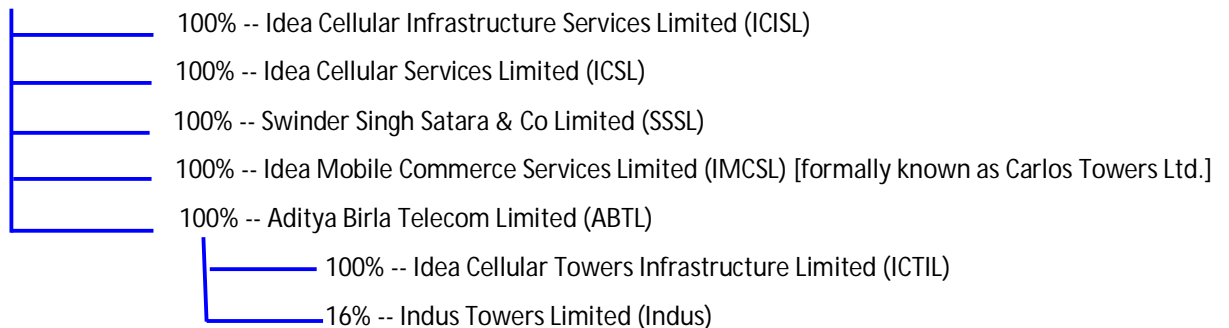 100% -- Idea Cellular Infrastructure Services Limited (ICISL)
100% -- Idea Cellular Services Limited (ICSL)
100% -- Swinder Singh Satara & Co Limited (SSSL)
100% -- Idea Mobile Commerce Services Limited (IMCSL) [formally known as Carlos Towers Ltd.]
100% -- Aditya Birla Telecom Limited (ABTL)
100% -- Idea Cellular Towers Infrastructure Limited (ICTIL)
16% -- Indus Towers Limited (Indus)